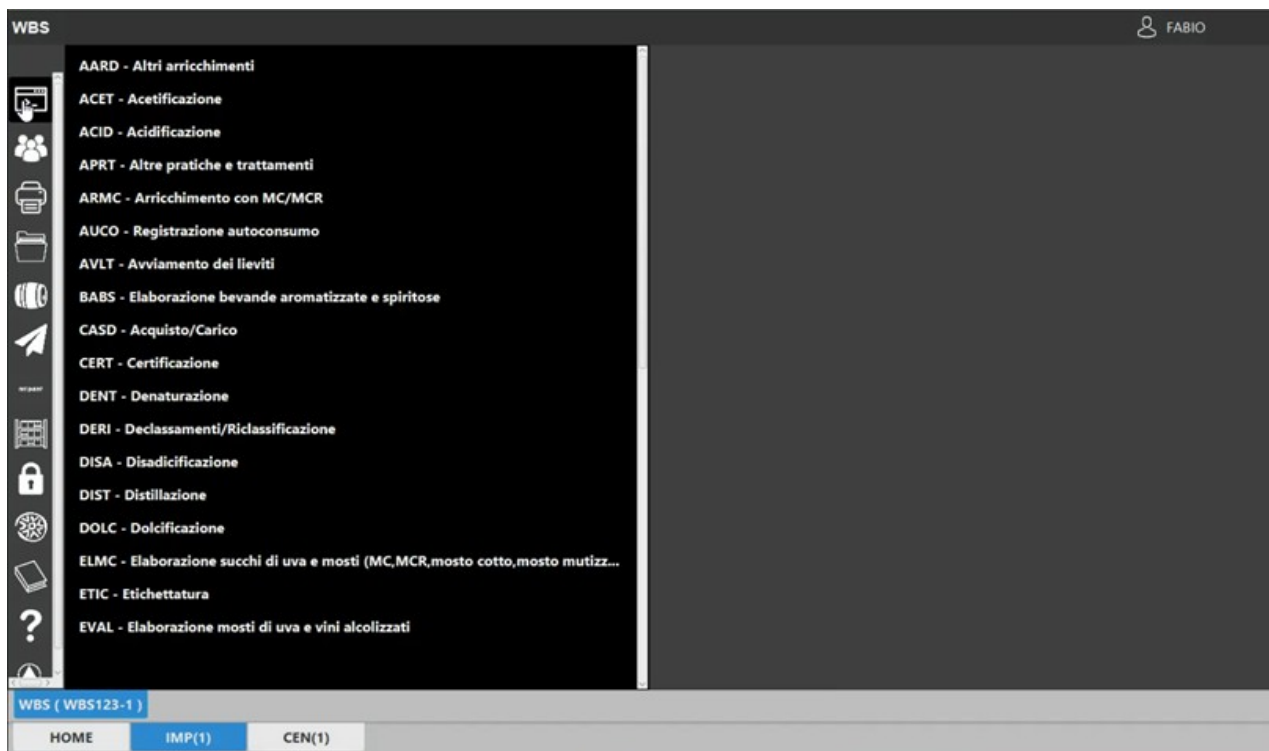 WBS
FABIO
AARD - Altri arricchimenti
ACET - Acetificazione
ACID - Acidificazione
APRT - Altre pratiche e trattamenti
ARMC - Arricchimento con MC/MCR
AUCO - Registrazione autoconsumo
AVLT - Avviamento dei lieviti
BABS - Elaborazione bevande aromatizzate e spiritose
CASD - Acquisto/Carico
CERT - Certificazione
DENT - Denaturazione
DERI - Declassamenti/Riclassificazione
DISA - Disadicificazione
DIST - Distillazione
DOLC - Dolcificazione
ELMC - Elaborazione succhi di uva e mosti (MC,MCR,mosto cotto,mosto mutizz...
ETIC - Etichettatura
EVAL - Elaborazione mosti di uva e vini alcolizzati
?
WBS ( WBS123-1 )
HOME IMP(1) CEN(1)